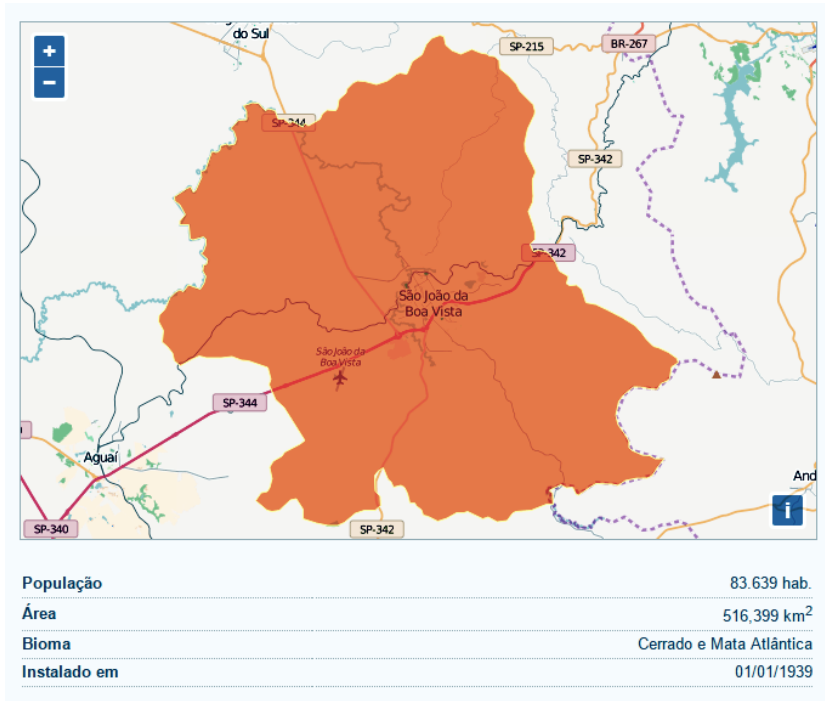 do Sul
SP-215
BR-267
+
−
SP-344
SP-342
SP-342
São João da
Boa Vista
São João da
Boa Vista
SP-344
Aguaí
And
SP-340
SP-342
i
População 83.639 hab.
Área 516,399 km2
Bioma Cerrado e Mata Atlântica
Instalado em 01/01/1939